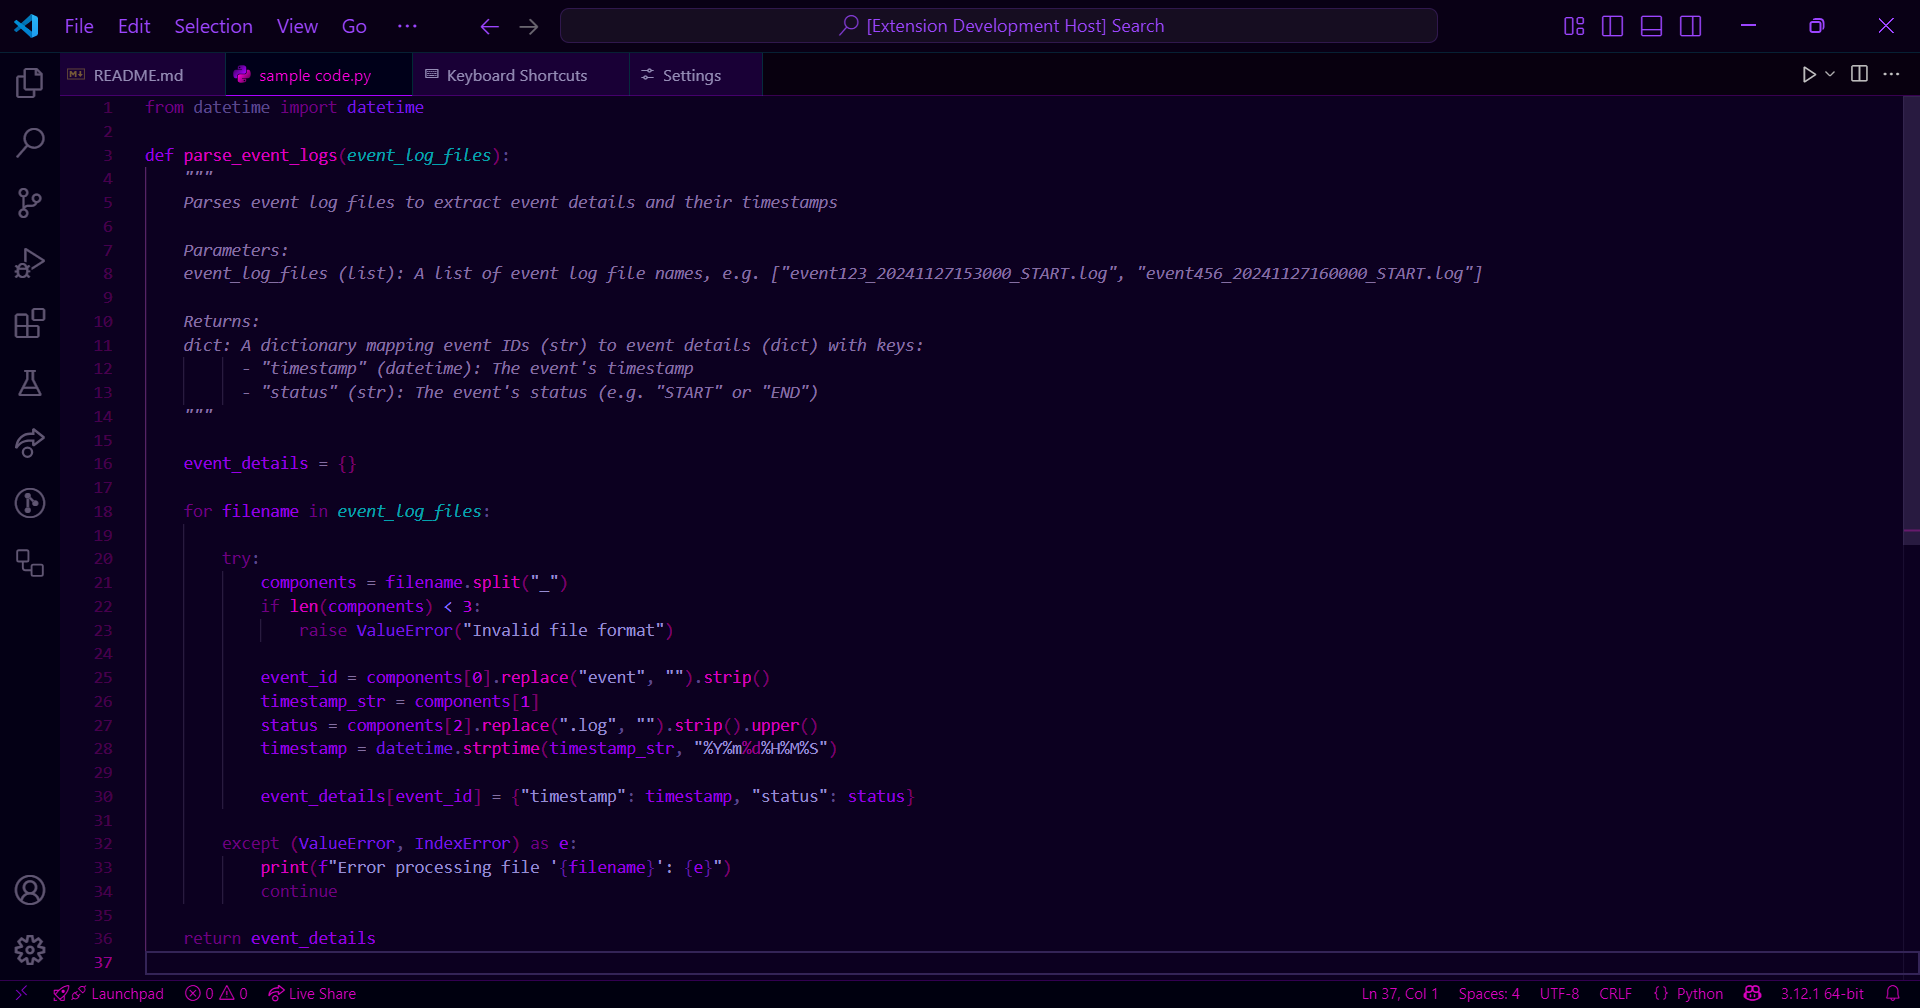 File Edit Selection View Go ··· [Extension Development Host] Search
README.md sample code.py Keyboard Shortcuts Settings
1 from datetime import datetime
2
3 def parse_event_logs(event_log_files):
4 """
5 Parses event log files to extract event details and their timestamps
6
7 Parameters:
8 event_log_files (list): A list of event log file names, e.g. ["event123_20241127153000_START.log", "event456_20241127160000_START.log"]
9
10 Returns:
11 dict: A dictionary mapping event IDs (str) to event details (dict) with keys:
12 - "timestamp" (datetime): The event's timestamp
13 - "status" (str): The event's status (e.g. "START" or "END")
14 """
15
16 event_details = {}
17
18 for filename in event_log_files:
19
20 try:
21 components = filename.split("_")
22 if len(components) < 3:
23 raise ValueError("Invalid file format")
24
25 event_id = components[0].replace("event", "").strip()
26 timestamp_str = components[1]
27 status = components[2].replace(".log", "").strip().upper()
28 timestamp = datetime.strptime(timestamp_str, "%Y%m%d%H%M%S")
29
30 event_details[event_id] = {"timestamp": timestamp, "status": status}
31
32 except (ValueError, IndexError) as e:
33 print(f"Error processing file '{filename}': {e}")
34 continue
35
36 return event_details
37
Launchpad 0 0 Live Share Ln 37, Col 1 Spaces: 4 UTF-8 CRLF {} Python 3.12.1 64-bit